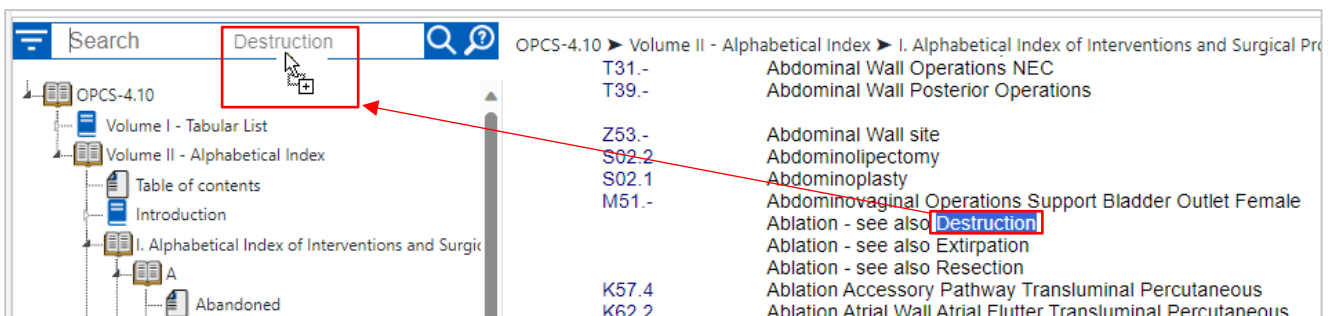 Search Destruction
OPCS-4.10
Volume I - Tabular List
Volume II - Alphabetical Index
Table of contents
Introduction
I. Alphabetical Index of Interventions and Surgic
A
Abandoned
OPCS-4.10 ➤ Volume II - Alphabetical Index ➤ I. Alphabetical Index of Interventions and Surgical Pro
T31.- Abdominal Wall Operations NEC
T39.- Abdominal Wall Posterior Operations
Z53.- Abdominal Wall site
S02.2 Abdominolipectomy
S02.1 Abdominoplasty
M51.- Abdominovaginal Operations Support Bladder Outlet Female
Ablation - see also Destruction
Ablation - see also Extirpation
Ablation - see also Resection
K57.4 Ablation Accessory Pathway Transluminal Percutaneous
K62.2 Ablation Atrial Wall Atrial Flutter Transluminal Percutaneous